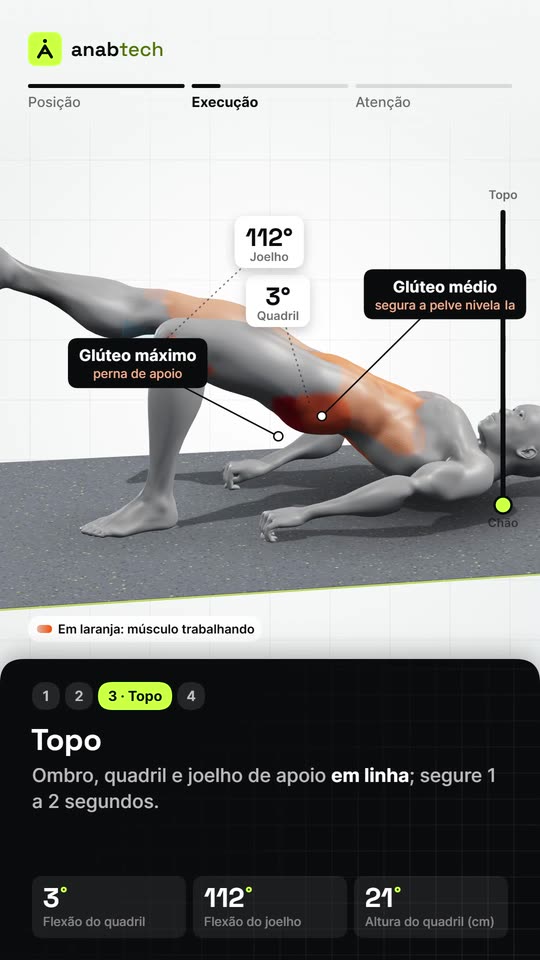 anabtech
Posição
Execução
Atenção
Topo
112°
Joelho
3°
Quadril
Glúteo médio
segura a pelve nivela la
Glúteo máximo
perna de apoio
Chão
Em laranja: músculo trabalhando
1
2
3 · Topo
4
Topo
Ombro, quadril e joelho de apoio em linha; segure 1
a 2 segundos.
3°
Flexão do quadril
112°
Flexão do joelho
21°
Altura do quadril (cm)